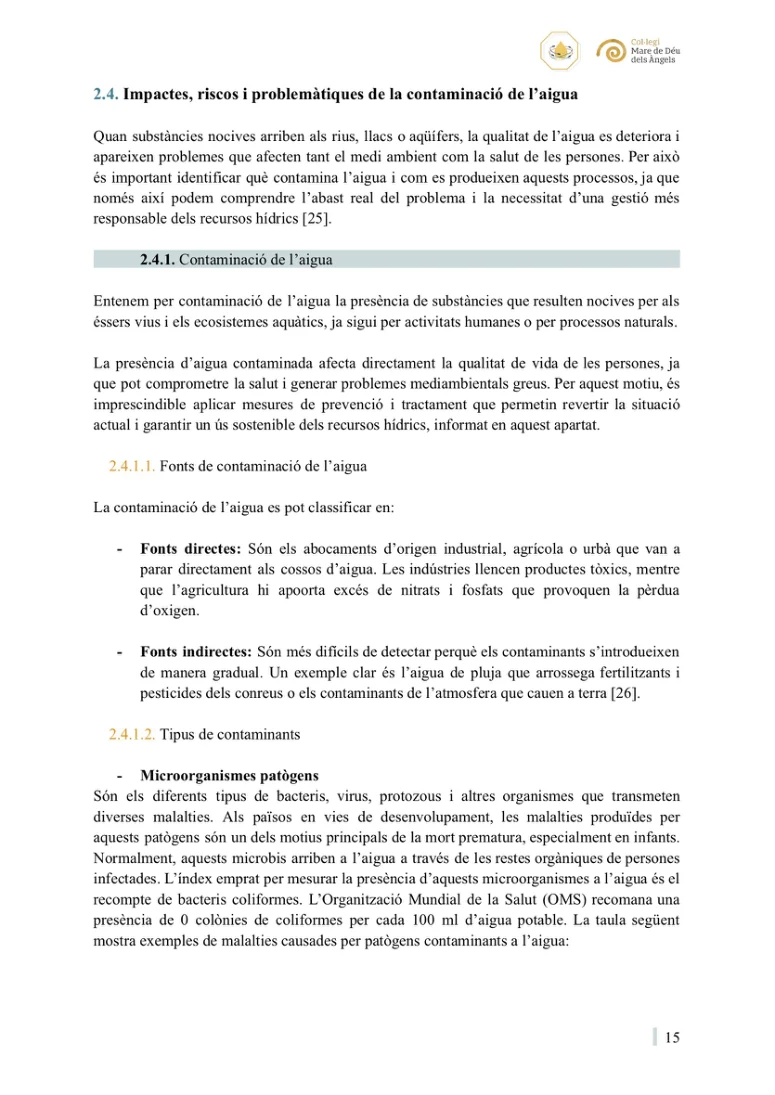 Col·legi
Mare de Déu
dels Àngels
2.4. Impactes, riscos i problemàtiques de la contaminació de l’aigua
Quan substàncies nocives arriben als rius, llacs o aqüífers, la qualitat de l’aigua es deteriora i
apareixen problemes que afecten tant el medi ambient com la salut de les persones. Per això
és important identificar què contamina l’aigua i com es produeixen aquests processos, ja que
només així podem comprendre l’abast real del problema i la necessitat d’una gestió més
responsable dels recursos hídrics [25].
2.4.1. Contaminació de l’aigua
Entenem per contaminació de l’aigua la presència de substàncies que resulten nocives per als
éssers vius i els ecosistemes aquàtics, ja sigui per activitats humanes o per processos naturals.
La presència d’aigua contaminada afecta directament la qualitat de vida de les persones, ja
que pot comprometre la salut i generar problemes mediambientals greus. Per aquest motiu, és
imprescindible aplicar mesures de prevenció i tractament que permetin revertir la situació
actual i garantir un ús sostenible dels recursos hídrics, informat en aquest apartat.
2.4.1.1. Fonts de contaminació de l’aigua
La contaminació de l’aigua es pot classificar en:
- Fonts directes: Són els abocaments d’origen industrial, agrícola o urbà que van a
parar directament als cossos d’aigua. Les indústries llencen productes tòxics, mentre
que l’agricultura hi apoorta excés de nitrats i fosfats que provoquen la pèrdua
d’oxigen.
- Fonts indirectes: Són més difícils de detectar perquè els contaminants s’introdueixen
de manera gradual. Un exemple clar és l’aigua de pluja que arrossega fertilitzants i
pesticides dels conreus o els contaminants de l’atmosfera que cauen a terra [26].
2.4.1.2. Tipus de contaminants
- Microorganismes patògens
Són els diferents tipus de bacteris, virus, protozous i altres organismes que transmeten
diverses malalties. Als països en vies de desenvolupament, les malalties produïdes per
aquests patògens són un dels motius principals de la mort prematura, especialment en infants.
Normalment, aquests microbis arriben a l’aigua a través de les restes orgàniques de persones
infectades. L’índex emprat per mesurar la presència d’aquests microorganismes a l’aigua és el
recompte de bacteris coliformes. L’Organització Mundial de la Salut (OMS) recomana una
presència de 0 colònies de coliformes per cada 100 ml d’aigua potable. La taula següent
mostra exemples de malalties causades per patògens contaminants a l’aigua:
15